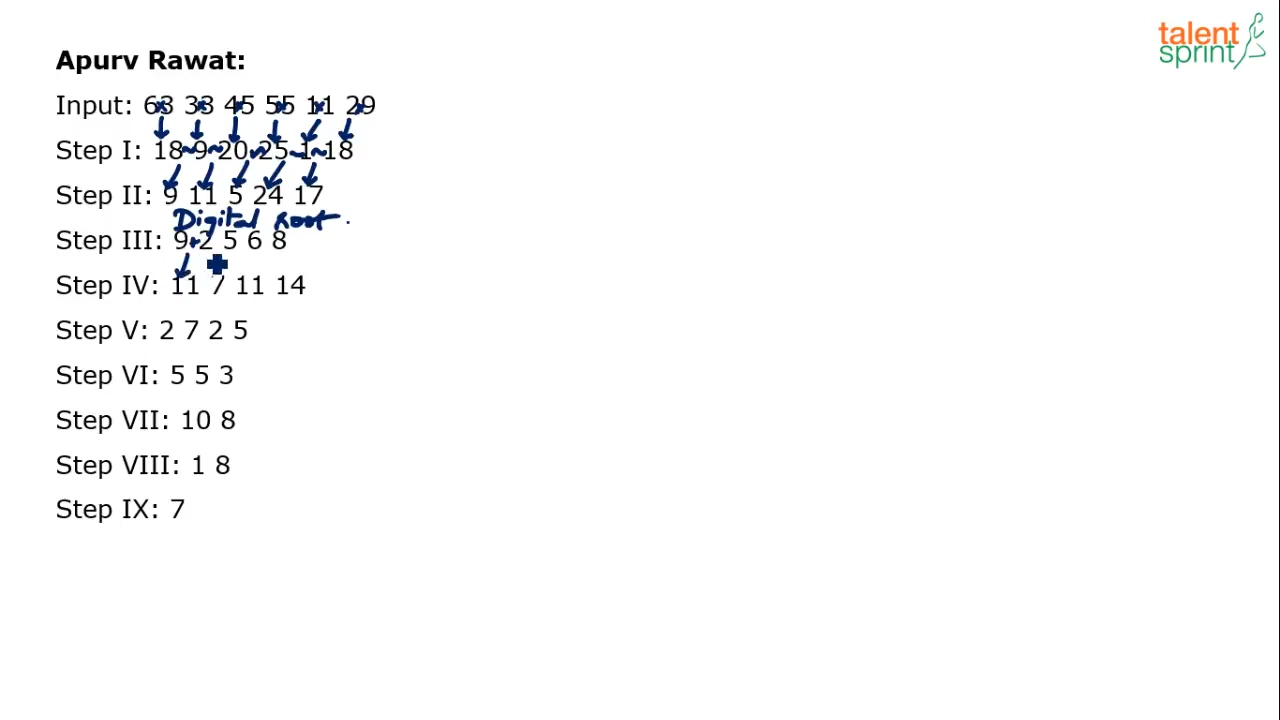 talent
sprint
Apurv Rawat:
Input: 63 33 45 55 11 29
Step I: 18 9 20 25 1 18
Step II: 9 11 5 24 17
Digital Root
Step III: 9 2 5 6 8
Step IV: 11 7 11 14
Step V: 2 7 2 5
Step VI: 5 5 3
Step VII: 10 8
Step VIII: 1 8
Step IX: 7